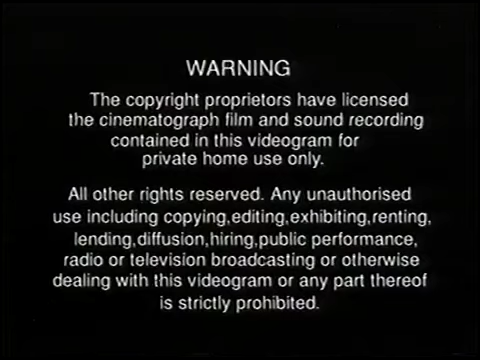 WARNING
The copyright proprietors have licensed
the cinematograph film and sound recording
contained in this videogram for
private home use only.
All other rights reserved. Any unauthorised
use including copying,editing,exhibiting,renting,
lending,diffusion,hiring,public performance,
radio or television broadcasting or otherwise
dealing with this videogram or any part thereof
is strictly prohibited.